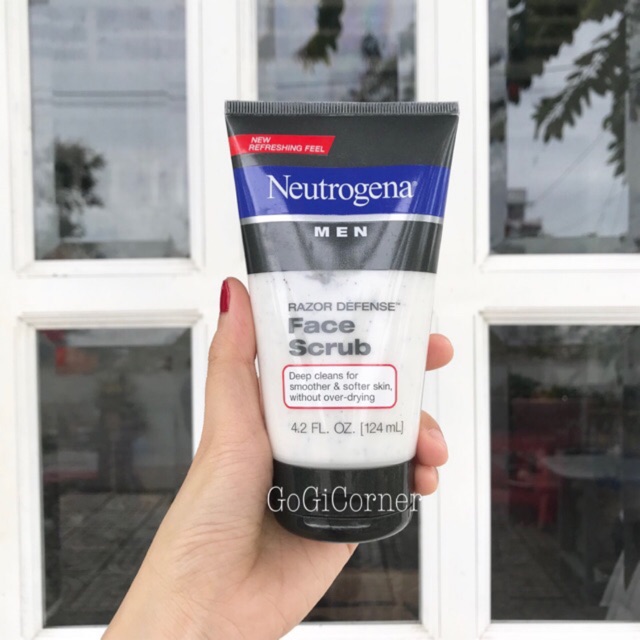 NEW
REFRESHING FEEL
Neutrogena®
MEN
RAZOR DEFENSE™
Face
Scrub
Deep cleans for
smoother & softer skin,
without over-drying
4.2 FL. OZ. [124 mL]
GoGiCorner